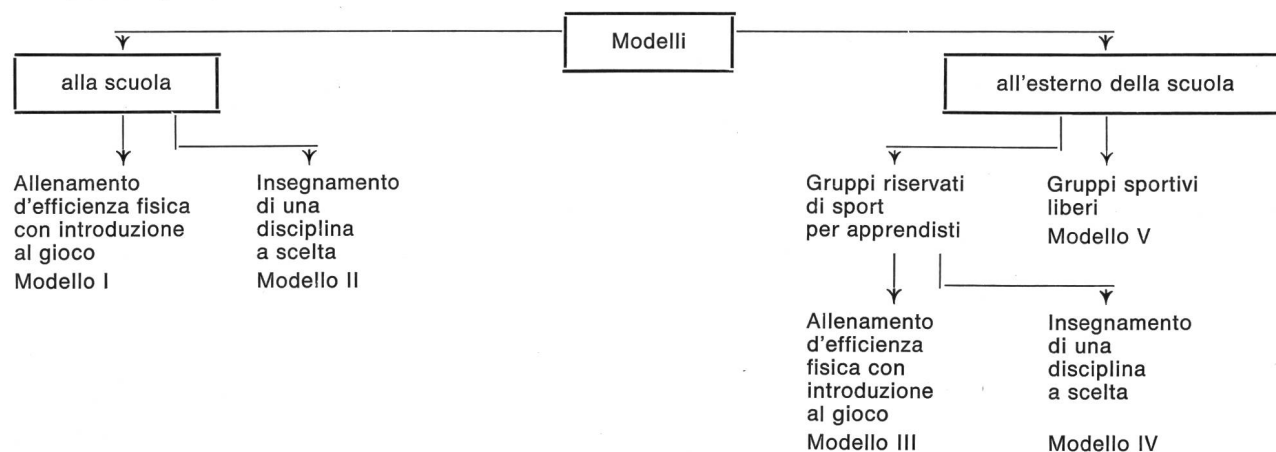 Modelli
alla scuola
all'esterno della scuola
Allenamento
d'efficienza fisica
con introduzione
al gioco
Modello I
Insegnamento
di una
disciplina
a scelta
Modello II
Gruppi riservati
di sport
per apprendisti
Gruppi sportivi
liberi
Modello V
Allenamento
d'efficienza
fisica con
introduzione
al gioco
Modello III
Insegnamento
di una
disciplina
a scelta
Modello IV